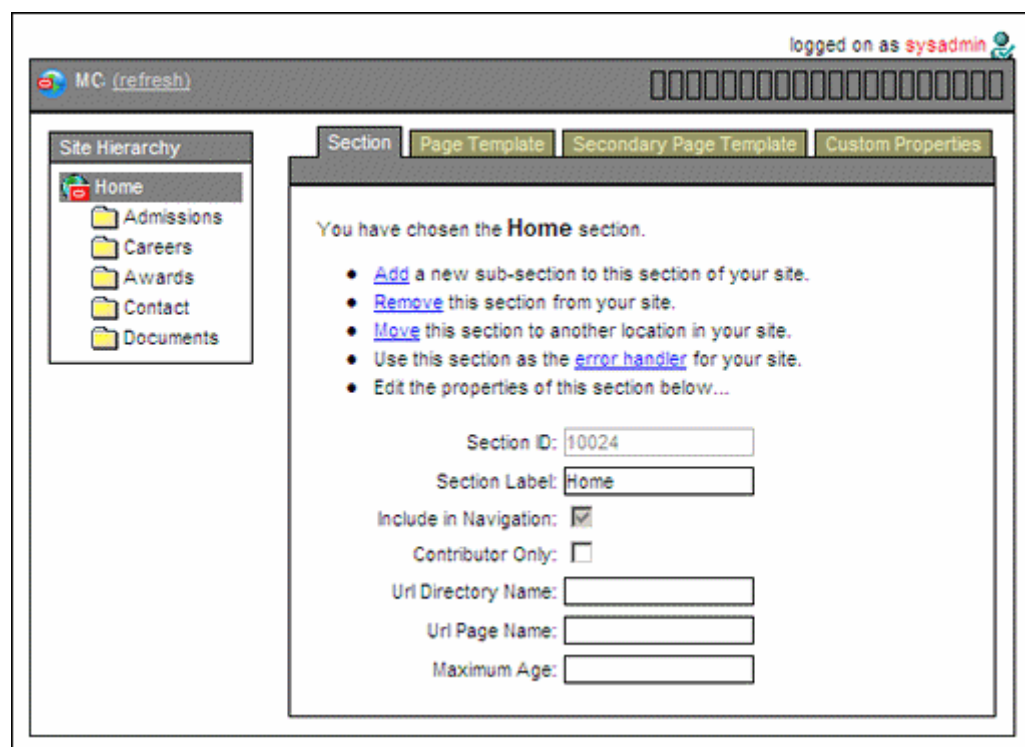 logged on as sysadmin
MC (refresh)
Site Hierarchy
Home
Admissions
Careers
Awards
Contact
Documents
Section Page Template Secondary Page Template Custom Properties
You have chosen the Home section.
Add a new sub-section to this section of your site.
Remove this section from your site.
Move this section to another location in your site.
Use this section as the error handler for your site.
Edit the properties of this section below...
Section ID: 10024
Section Label: Home
Include in Navigation:
Contributor Only:
Url Directory Name:
Url Page Name:
Maximum Age: